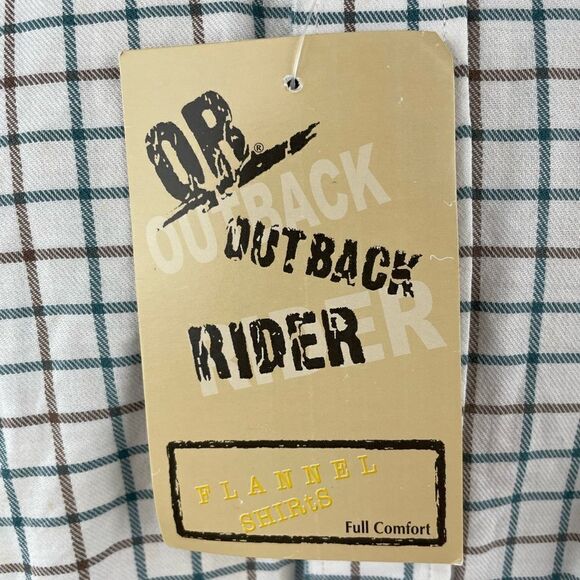 OR®
OUTBACK
OUTBACK
RIDER
RIDER
FLANNEL
SHIRtS
Full Comfort